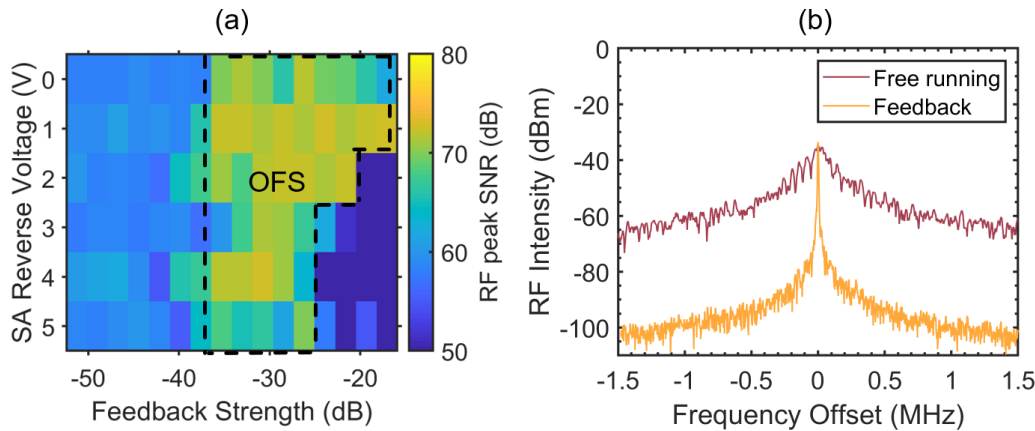 (a)
SA Reverse Voltage (V)
0
1
2
3
4
5
OFS
-50
-40
-30
-20
Feedback Strength (dB)
80
70
60
50
RF peak SNR (dB)
(b)
RF Intensity (dBm)
0
-20
-40
-60
-80
-100
Free running
Feedback
-1.5
-1
-0.5
0
0.5
1
1.5
Frequency Offset (MHz)